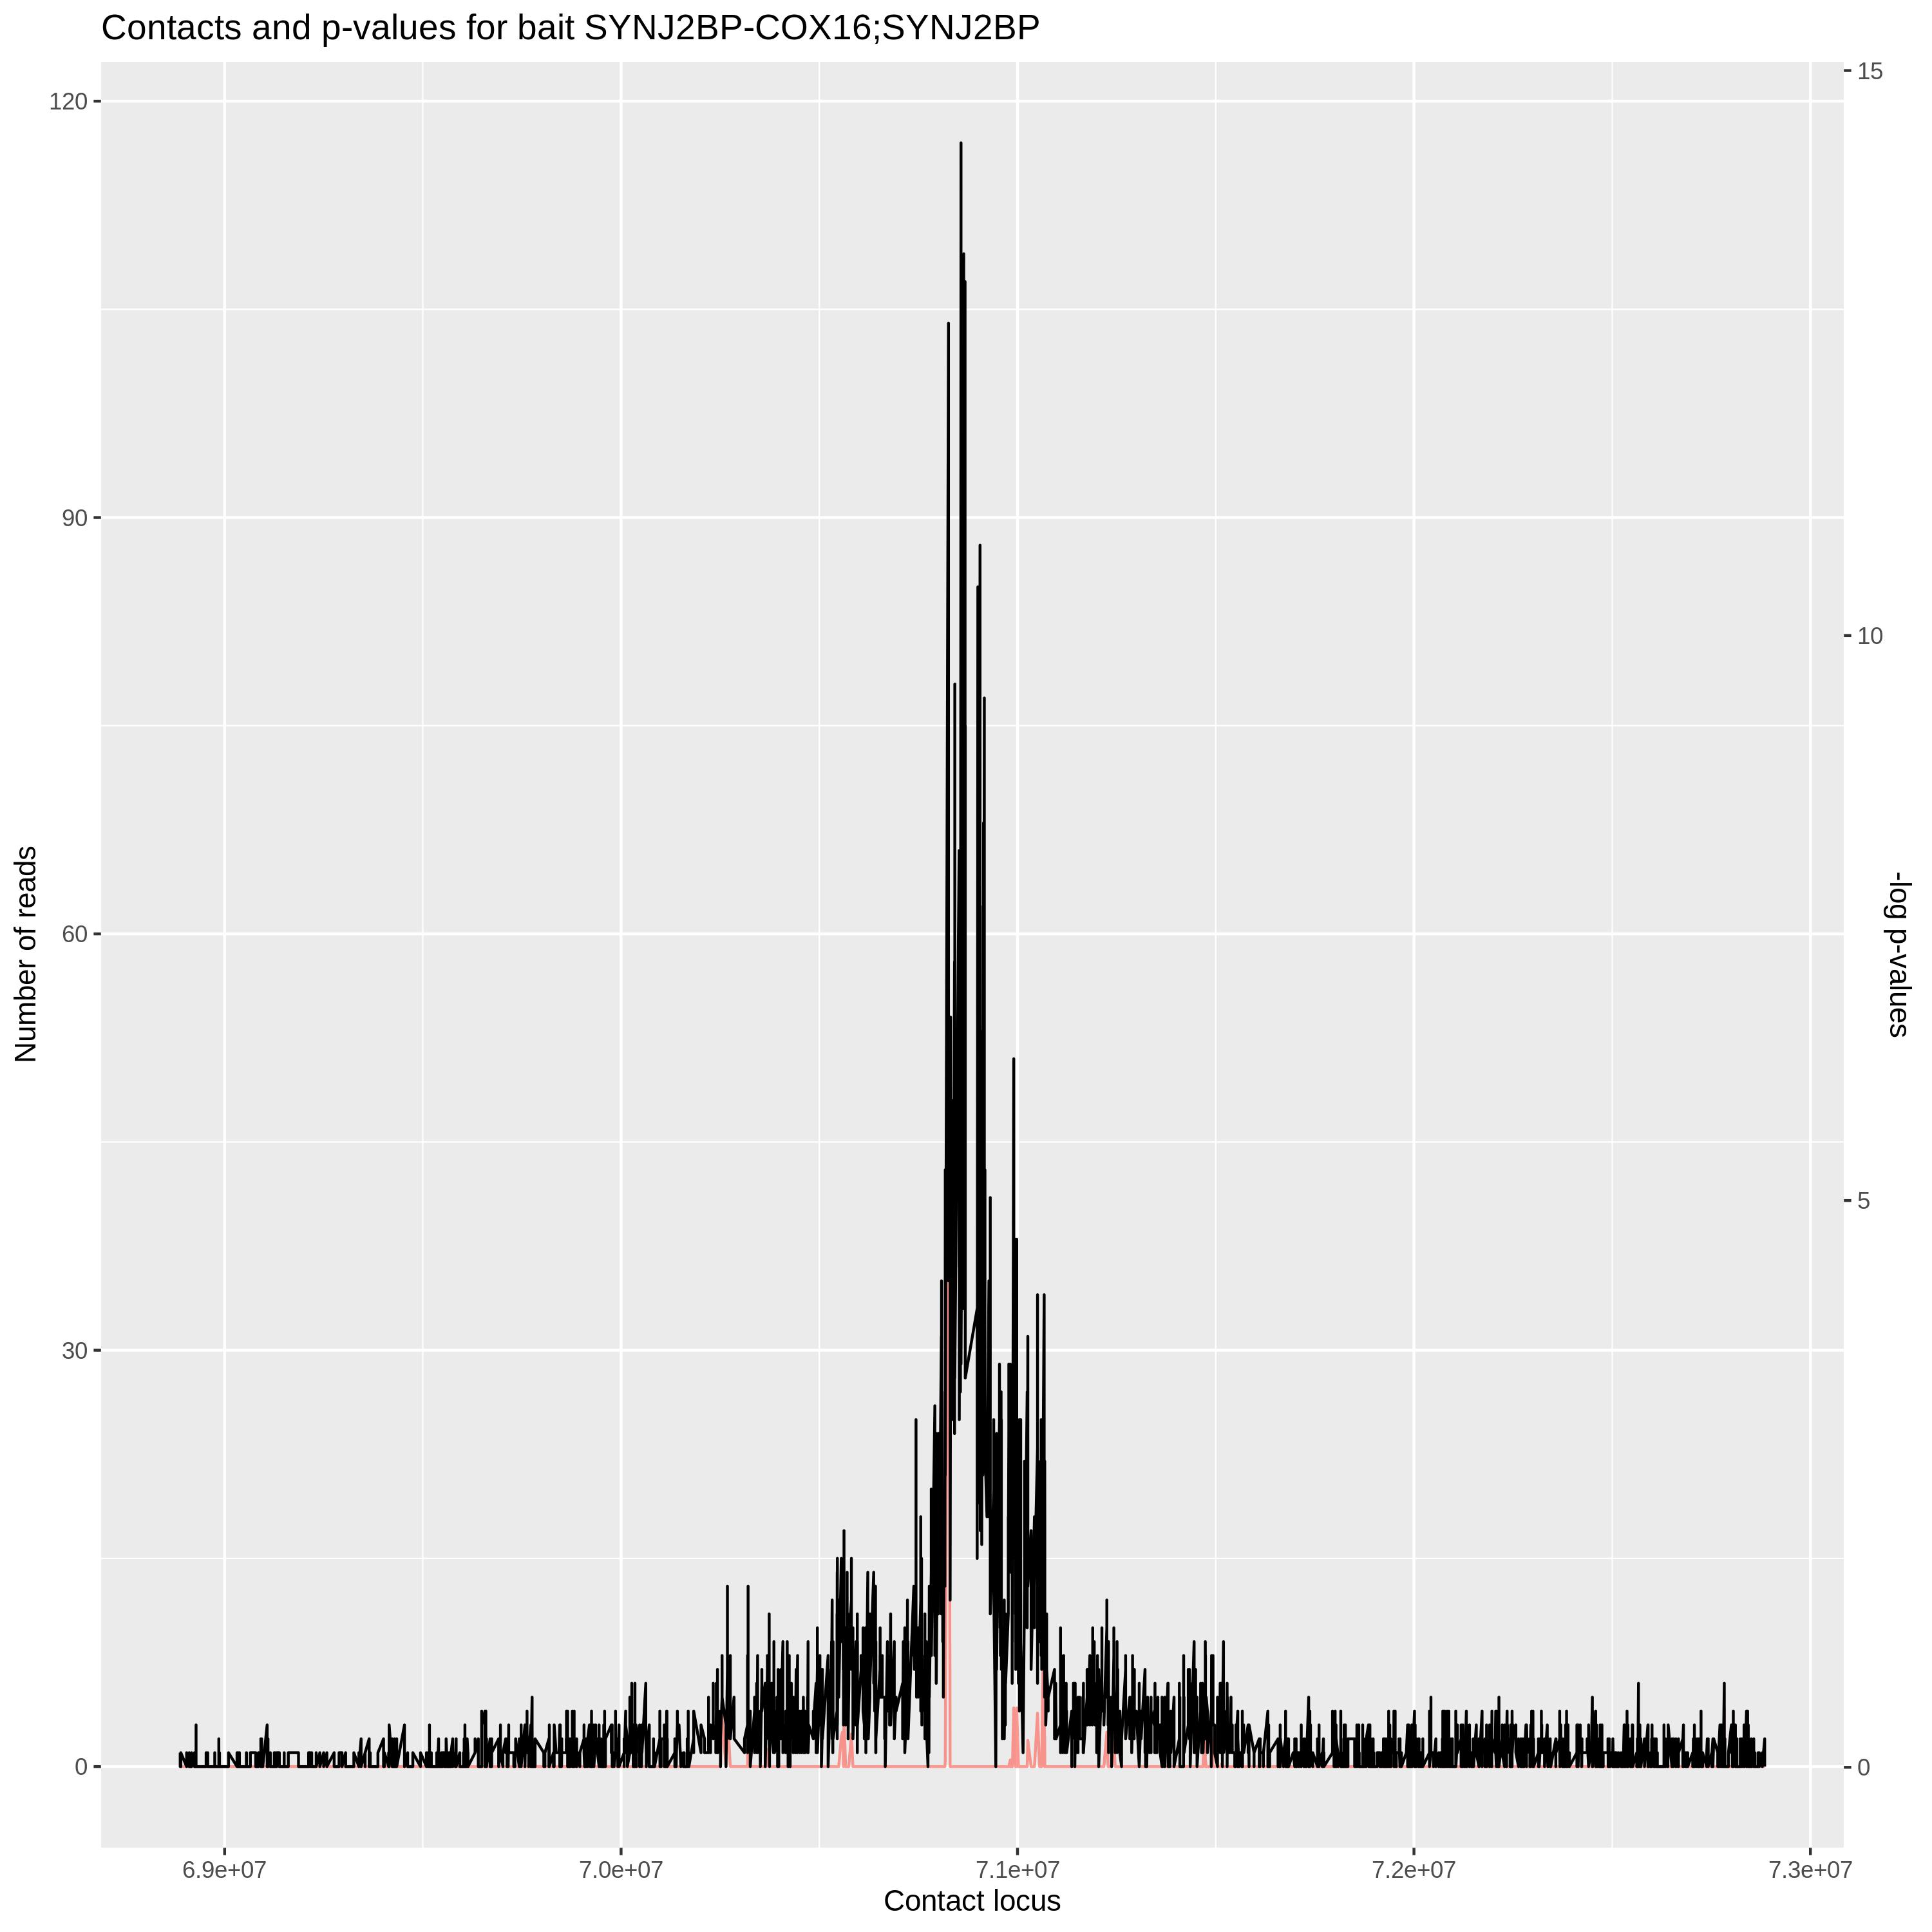 Contacts and p-values for bait SYNJ2BP-COX16;SYNJ2BP
120
90
60
30
0
Number of reads
15
10
5
0
-log p-values
6.9e+07
7.0e+07
7.1e+07
7.2e+07
7.3e+07
Contact locus